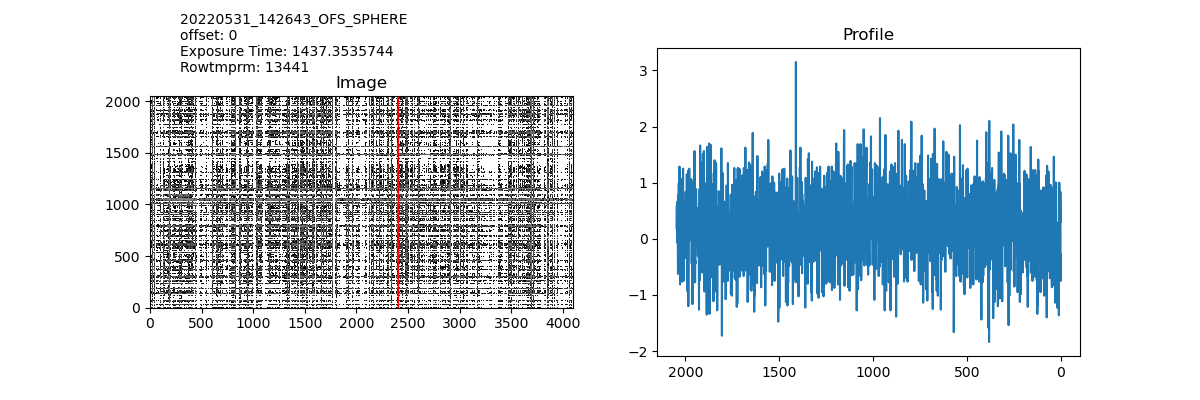 20220531_142643_OFS_SPHERE
offset: 0
Exposure Time: 1437.3535744
Rowtmprm: 13441
Image
2000
1500
1000
500
0
0 500 1000 1500 2000 2500 3000 3500 4000
Profile
3
2
1
0
−1
−2
2000 1500 1000 500 0